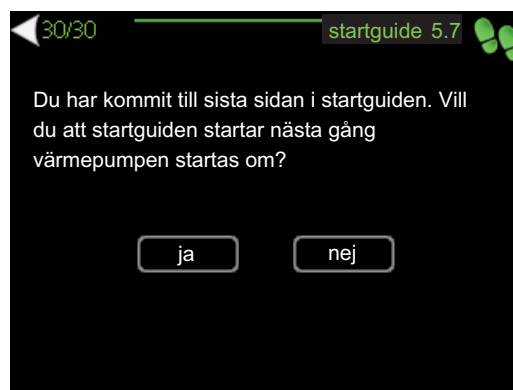 30/30
startguide 5.7
Du har kommit till sista sidan i startguiden. Vill
du att startguiden startar nästa gång
värmepumpen startas om?
ja
nej